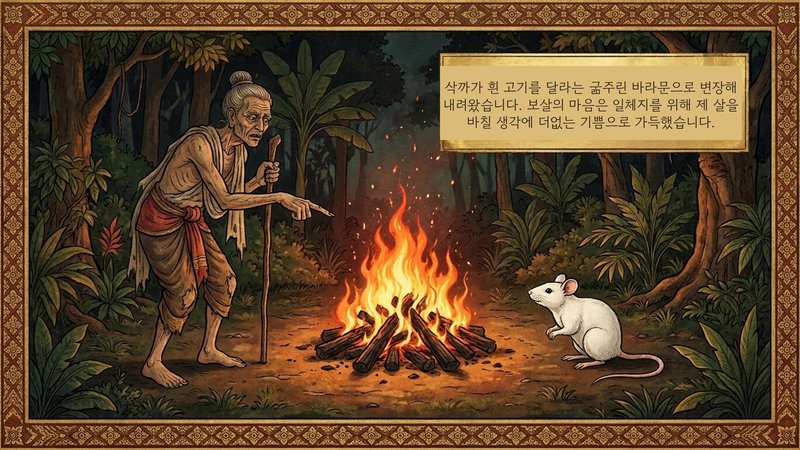 삭까가 흰 고기를 달라는 굶주린 바라문으로 변장해
내려왔습니다. 보살의 마음은 일체지를 위해 제 살을
바칠 생각에 더없는 기쁨으로 가득했습니다.